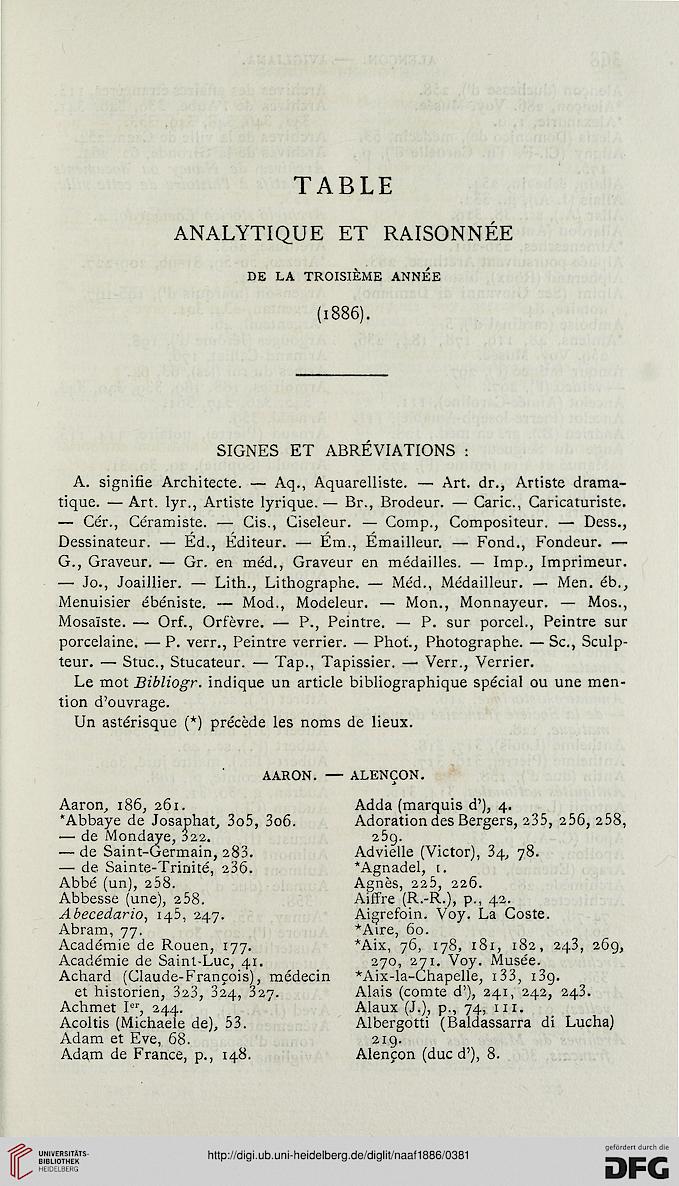 TABLE
ANALYTIQUE ET RAISONNÉE
DE LA TROISIÈME ANNÉE
(1886).
SIGNES ET ABRÉVIATIONS :
A. signifie Architecte. — Aq., Aquarelliste. — Art. dr., Artiste drama-
tique. — Art. lyr., Artiste lyrique. — Br., Brodeur. — Caric., Caricaturiste.
— Cér., Céramiste. — Cis., Ciseleur. — Comp., Compositeur. — Dess.,
Dessinateur. — Éd., Éditeur. — Ém., Émailleur. — Fond., Fondeur. —
G., Graveur. — Gr. en méd., Graveur en médailles. — Imp., Imprimeur.
— Jo., Joaillier. — Lith., Lithographe. — Méd., Médailleur. — Men. éb.,
Menuisier ébéniste. — Mod., Modeleur. — Mon., Monnayeur. — Mos.,
Mosaïste. — Orf., Orfèvre. — P., Peintre. — P. sur porcel., Peintre sur
porcelaine. — P. verr., Peintre verrier. — Phot., Photographe. — Sc., Sculp-
teur. — Stuc., Stucateur. — Tap., Tapissier. — Verr., Verrier.
Le mot Bibliogr. indique un article bibliographique spécial ou une men-
tion d'ouvrage.
Un astérisque (*) précède les noms de lieux.
AARON. — ALENÇON.
Aaron, 186, 261.
*Abbaye de Josaphat, 305, 306.
— de Mondaye, 322.
— de Saint-Germain, 283.
— de Sainte-Trinité, 236.
Abbé (un), 258.
Abbesse (une), 258.
Abecedario, 145, 247.
Abram, 77.
Académie de Rouen, 177.
Académie de Saint-Luc, 41.
Achard (Claude-François), médecin
et historien, 323, 324, 327.
Achmet Ier, 244.
Acoltis (Michaele de), 53.
Adam et Eve, 68.
Adam de France, p., 148.
Adda (marquis d'), 4.
Adoration des Bergers, 235, 256, 258,
259.
Advielle (Victor), 34, 78.
*Agnadel, 1.
Agnès, 225, 226.
Aiffre (R.-R.), p., 42.
Aigrefoin. Voy. La Coste.
*Aire, 60.
*Aix, 76, 178, 181, 182, 243, 269,
270, 271. Voy. Musée.
*Aix-la-Chapelle, 133, 139.
Alais (comte d'), 241, 242, 243.
Alaux (J.), p., 74, 111.
Albergotti (Baldassarra di Lucha)
219.
Alençon (duc d'), 8.
UNIVERSITÄTS-
BIBLIOTHEK
HEIDELBERG
http://digi.ub.uni-heidelberg.de/diglit/naaf1886/0381
gefördert durch die
DFG